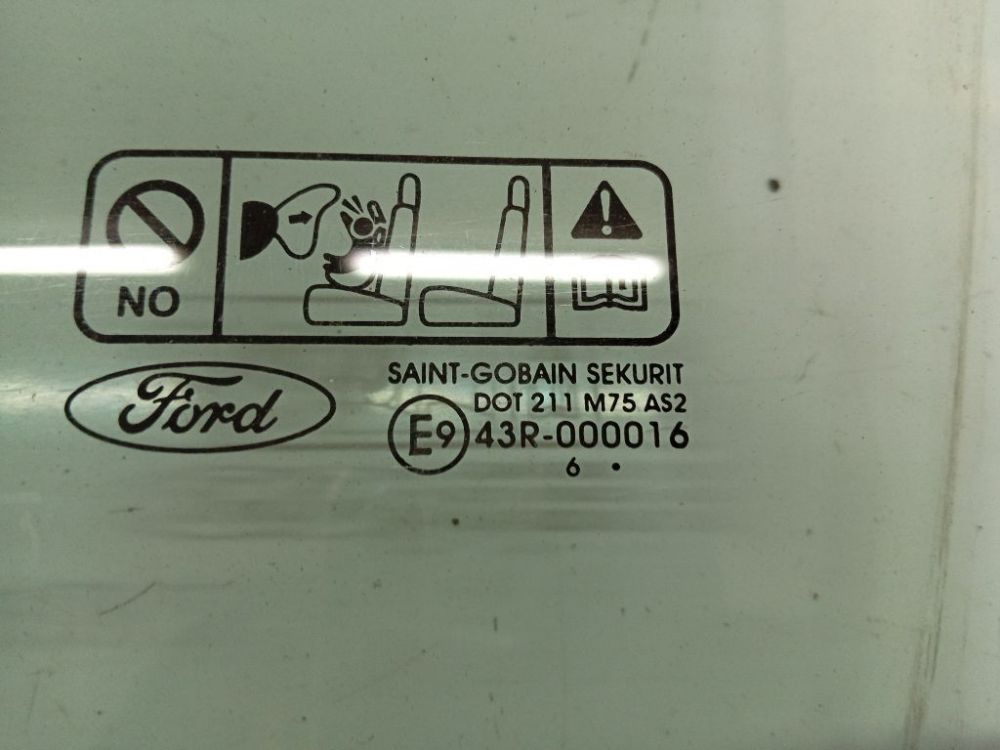 NO
Ford
SAINT-GOBAIN SEKURIT
DOT 211 M75 AS2
E9 43R-000016
6 •